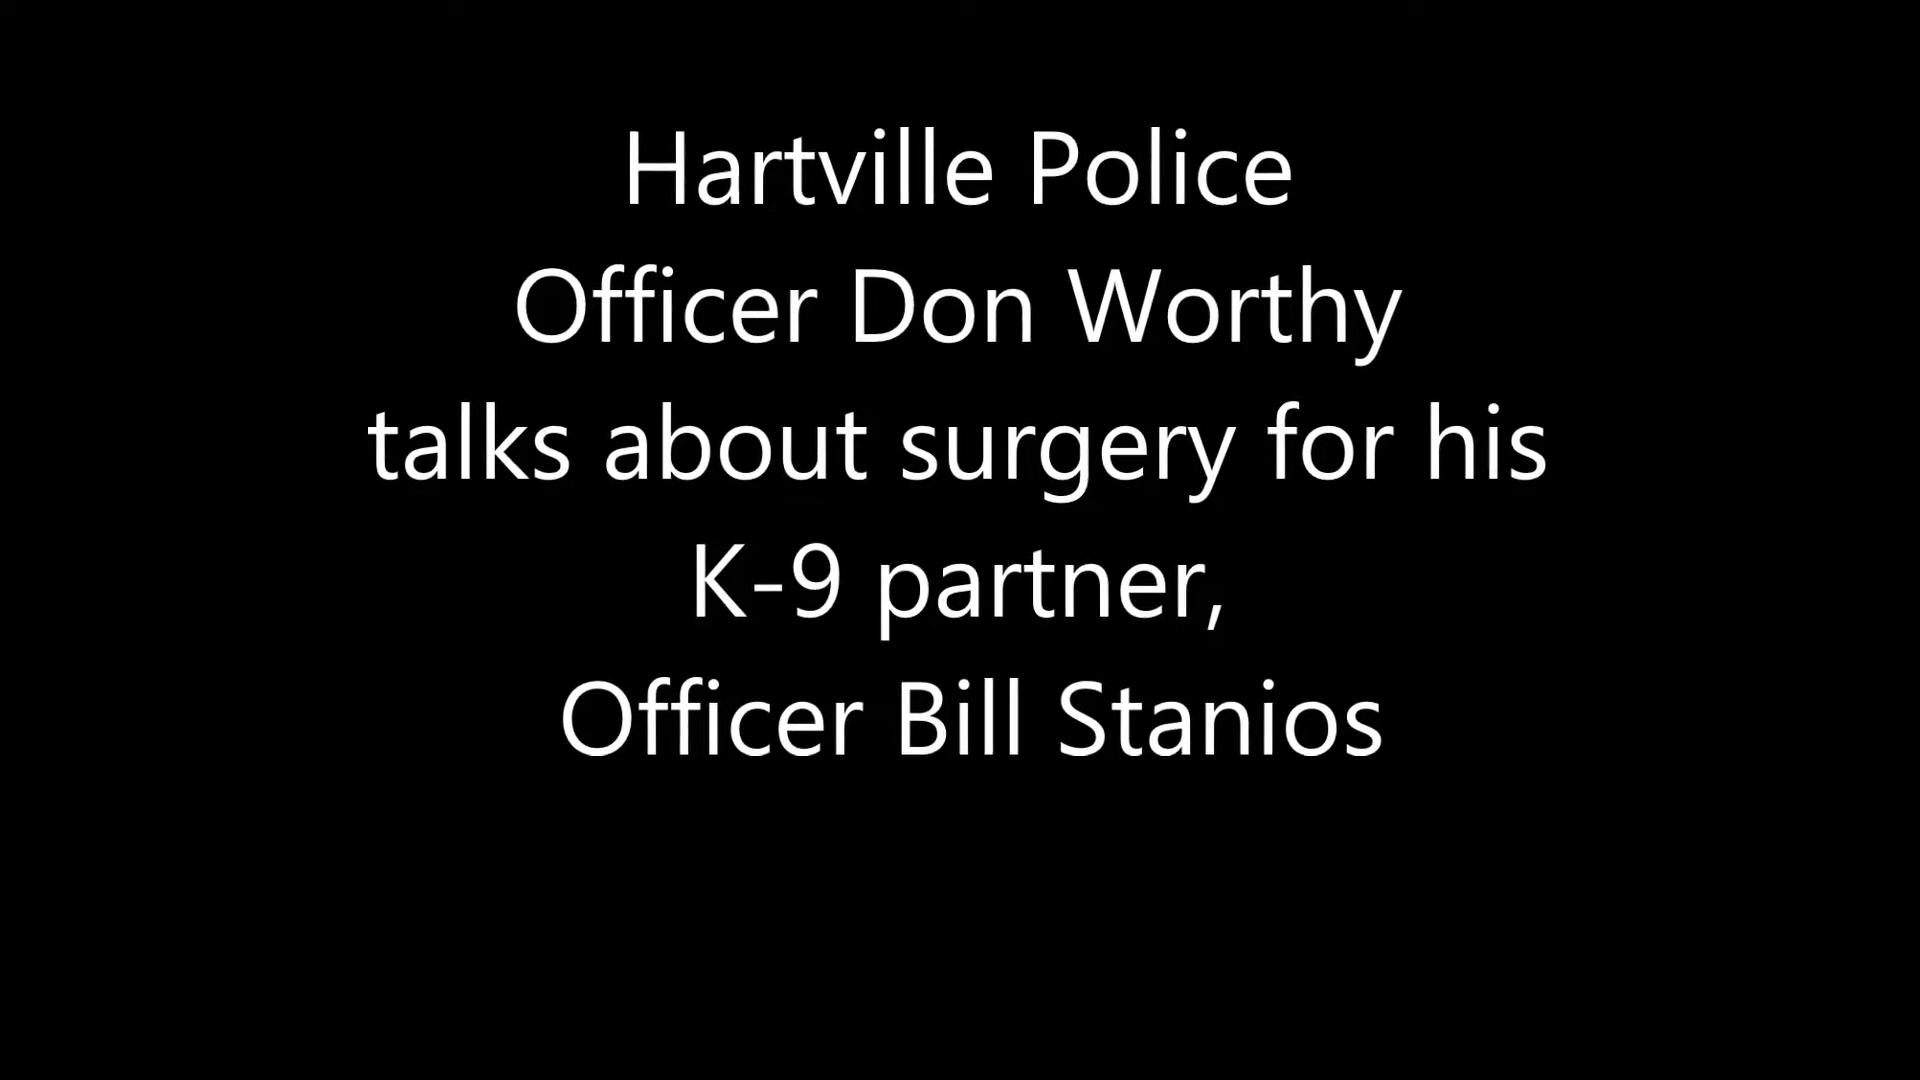 Hartville Police
Officer Don Worthy
talks about surgery for his
K-9 partner,
Officer Bill Stanios